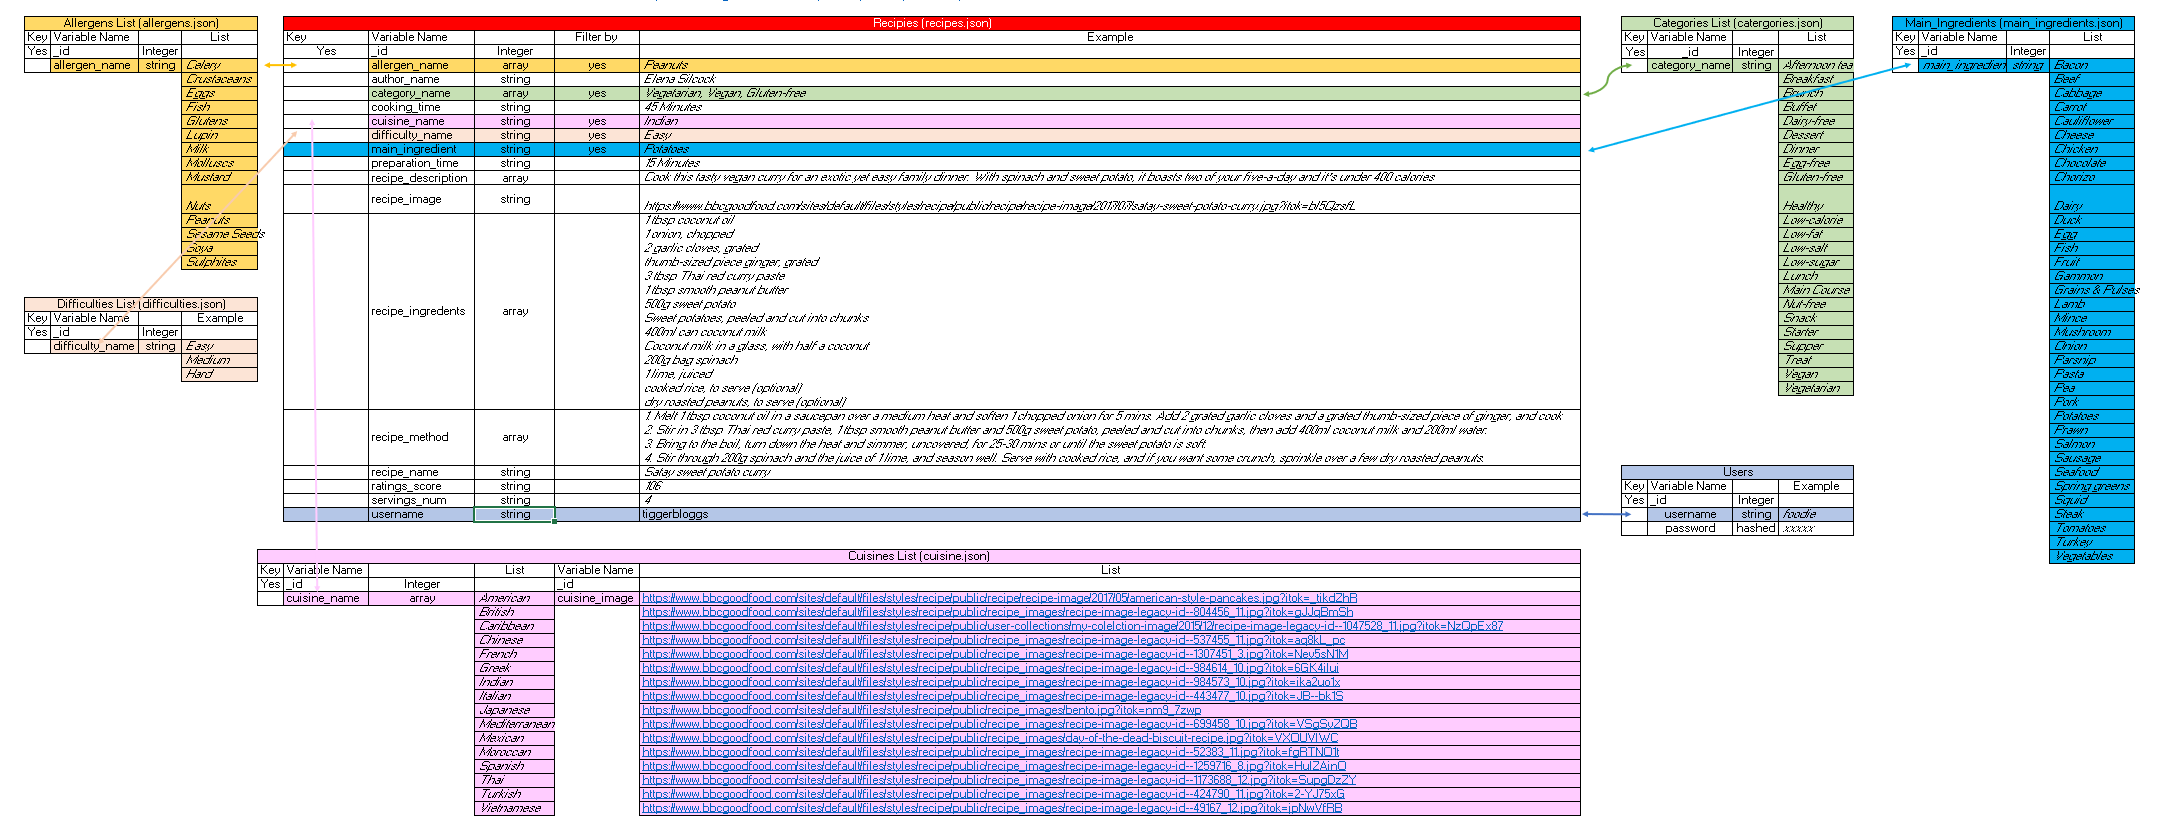 Allergens List (allergens.json)
Key Variable Name List
Yes _id Integer
allergen_name string Celery
Crustaceans
Eggs
Fish
Glutens
Lupin
Milk
Molluscs
Mustard
Nuts
Peanuts
Sesame Seeds
Soya
Sulphites
Difficulties List (difficulties.json)
Key Variable Name Example
Yes _id Integer
difficulty_name string Easy
Medium
Hard
Recipies (recipes.json)
Key Variable Name Filter by Example
Yes _id Integer
allergen_name array yes Peanuts
author_name string Elena Silcock
category_name array yes Vegetarian, Vegan, Gluten-free
cooking_time string 45 Minutes
cuisine_name string yes Indian
difficulty_name string yes Easy
main_ingredient string yes Potatoes
preparation_time string 15 Minutes
recipe_description array Cook this tasty vegan curry for an exotic yet easy family dinner. With spinach and sweet potato, it boasts two of your five-a-day and it's under 400 calories
recipe_image string https://www.bbcgoodfood.com/sites/default/files/styles/recipe/public/recipe/recipe-image/2017/07/satay-sweet-potato-curry.jpg?itok=bI5QzsfL
recipe_ingredents array
1 tbsp coconut oil
1 onion, chopped
2 garlic cloves, grated
thumb-sized piece ginger, grated
3 tbsp Thai red curry paste
1 tbsp smooth peanut butter
500g sweet potato
Sweet potatoes, peeled and cut into chunks
400ml can coconut milk
Coconut milk in a glass, with half a coconut
200g bag spinach
1 lime, juiced
cooked rice, to serve (optional)
dry roasted peanuts, to serve (optional)
recipe_method array
1. Melt 1 tbsp coconut oil in a saucepan over a medium heat and soften 1 chopped onion for 5 mins. Add 2 grated garlic cloves and a grated thumb-sized piece of ginger, and cook
2. Stir in 3 tbsp Thai red curry paste, 1 tbsp smooth peanut butter and 500g sweet potato, peeled and cut into chunks, then add 400ml coconut milk and 200ml water.
3. Bring to the boil, turn down the heat and simmer, uncovered, for 25-30 mins or until the sweet potato is soft.
4. Stir through 200g spinach and the juice of 1 lime, and season well. Serve with cooked rice, and if you want some crunch, sprinkle over a few dry roasted peanuts.
recipe_name string Satay sweet potato curry
ratings_score string 106
servings_num string 4
username string tiggerbloggs
Categories List (catergories.json)
Key Variable Name List
Yes _id Integer
category_name string Afternoon tea
Breakfast
Brunch
Buffet
Dairy-free
Dessert
Dinner
Egg-free
Gluten-free
Healthy
Low-calorie
Low-fat
Low-salt
Low-sugar
Lunch
Main Course
Nut-free
Snack
Starter
Supper
Treat
Vegan
Vegetarian
Users
Key Variable Name Example
Yes _id Integer
username string foodie
password hashed xxxxxx
Main_Ingredients (main_ingredients.json)
Key Variable Name List
Yes _id Integer
main_ingredien string Bacon
Beef
Cabbage
Carrot
Cauliflower
Cheese
Chicken
Chocolate
Chorizo
Dairy
Duck
Egg
Fish
Fruit
Gammon
Grains & Pulses
Lamb
Mince
Mushroom
Onion
Parsnip
Pasta
Pea
Pork
Potatoes
Prawn
Salmon
Sausage
Seafood
Spring greens
Squid
Steak
Tomatoes
Turkey
Vegetables
Cuisines List (cuisine.json)
Key Variable Name List Variable Name List
Yes _id Integer _id
cuisine_name array American cuisine_image https://www.bbcgoodfood.com/sites/default/files/styles/recipe/public/recipe/recipe-image/2017/05/american-style-pancakes.jpg?itok=_tikdZhR
British https://www.bbcgoodfood.com/sites/default/files/styles/recipe/public/recipe_images/recipe-image-legacy-id--804456_11.jpg?itok=gJJqBmSh
Caribbean https://www.bbcgoodfood.com/sites/default/files/styles/recipe/public/user-collections/my-colelction-image/2015/12/recipe-image-legacy-id--1047528_11.jpg?itok=NzQpEx87
Chinese https://www.bbcgoodfood.com/sites/default/files/styles/recipe/public/recipe_images/recipe-image-legacy-id--537455_11.jpg?itok=aq8kL_pc
French https://www.bbcgoodfood.com/sites/default/files/styles/recipe/public/recipe_images/recipe-image-legacy-id--1307451_3.jpg?itok=Ney5sN1M
Greek https://www.bbcgoodfood.com/sites/default/files/styles/recipe/public/recipe_images/recipe-image-legacy-id--984614_10.jpg?itok=6GK4iIui
Indian https://www.bbcgoodfood.com/sites/default/files/styles/recipe/public/recipe_images/recipe-image-legacy-id--984573_10.jpg?itok=ika2uo1x
Italian https://www.bbcgoodfood.com/sites/default/files/styles/recipe/public/recipe_images/recipe-image-legacy-id--443477_10.jpg?itok=JB--bk1S
Japanese https://www.bbcgoodfood.com/sites/default/files/styles/recipe/public/recipe_images/bento.jpg?itok=nm9_7zwp
Mediterranean https://www.bbcgoodfood.com/sites/default/files/styles/recipe/public/recipe_images/recipe-image-legacy-id--699458_10.jpg?itok=VSgSvZQB
Mexican https://www.bbcgoodfood.com/sites/default/files/styles/recipe/public/recipe_images/day-of-the-dead-biscuit-recipe.jpg?itok=VXOUVIWC
Moroccan https://www.bbcgoodfood.com/sites/default/files/styles/recipe/public/recipe_images/recipe-image-legacy-id--52383_11.jpg?itok=fgRTNO1t
Spanish https://www.bbcgoodfood.com/sites/default/files/styles/recipe/public/recipe_images/recipe-image-legacy-id--1259716_8.jpg?itok=HulZAinO
Thai https://www.bbcgoodfood.com/sites/default/files/styles/recipe/public/recipe_images/recipe-image-legacy-id--1173688_12.jpg?itok=SupgDzZY
Turkish https://www.bbcgoodfood.com/sites/default/files/styles/recipe/public/recipe_images/recipe-image-legacy-id--424790_11.jpg?itok=2-YJ75xG
Vietnamese https://www.bbcgoodfood.com/sites/default/files/styles/recipe/public/recipe_images/recipe-image-legacy-id--49167_12.jpg?itok=jpNwVfRB